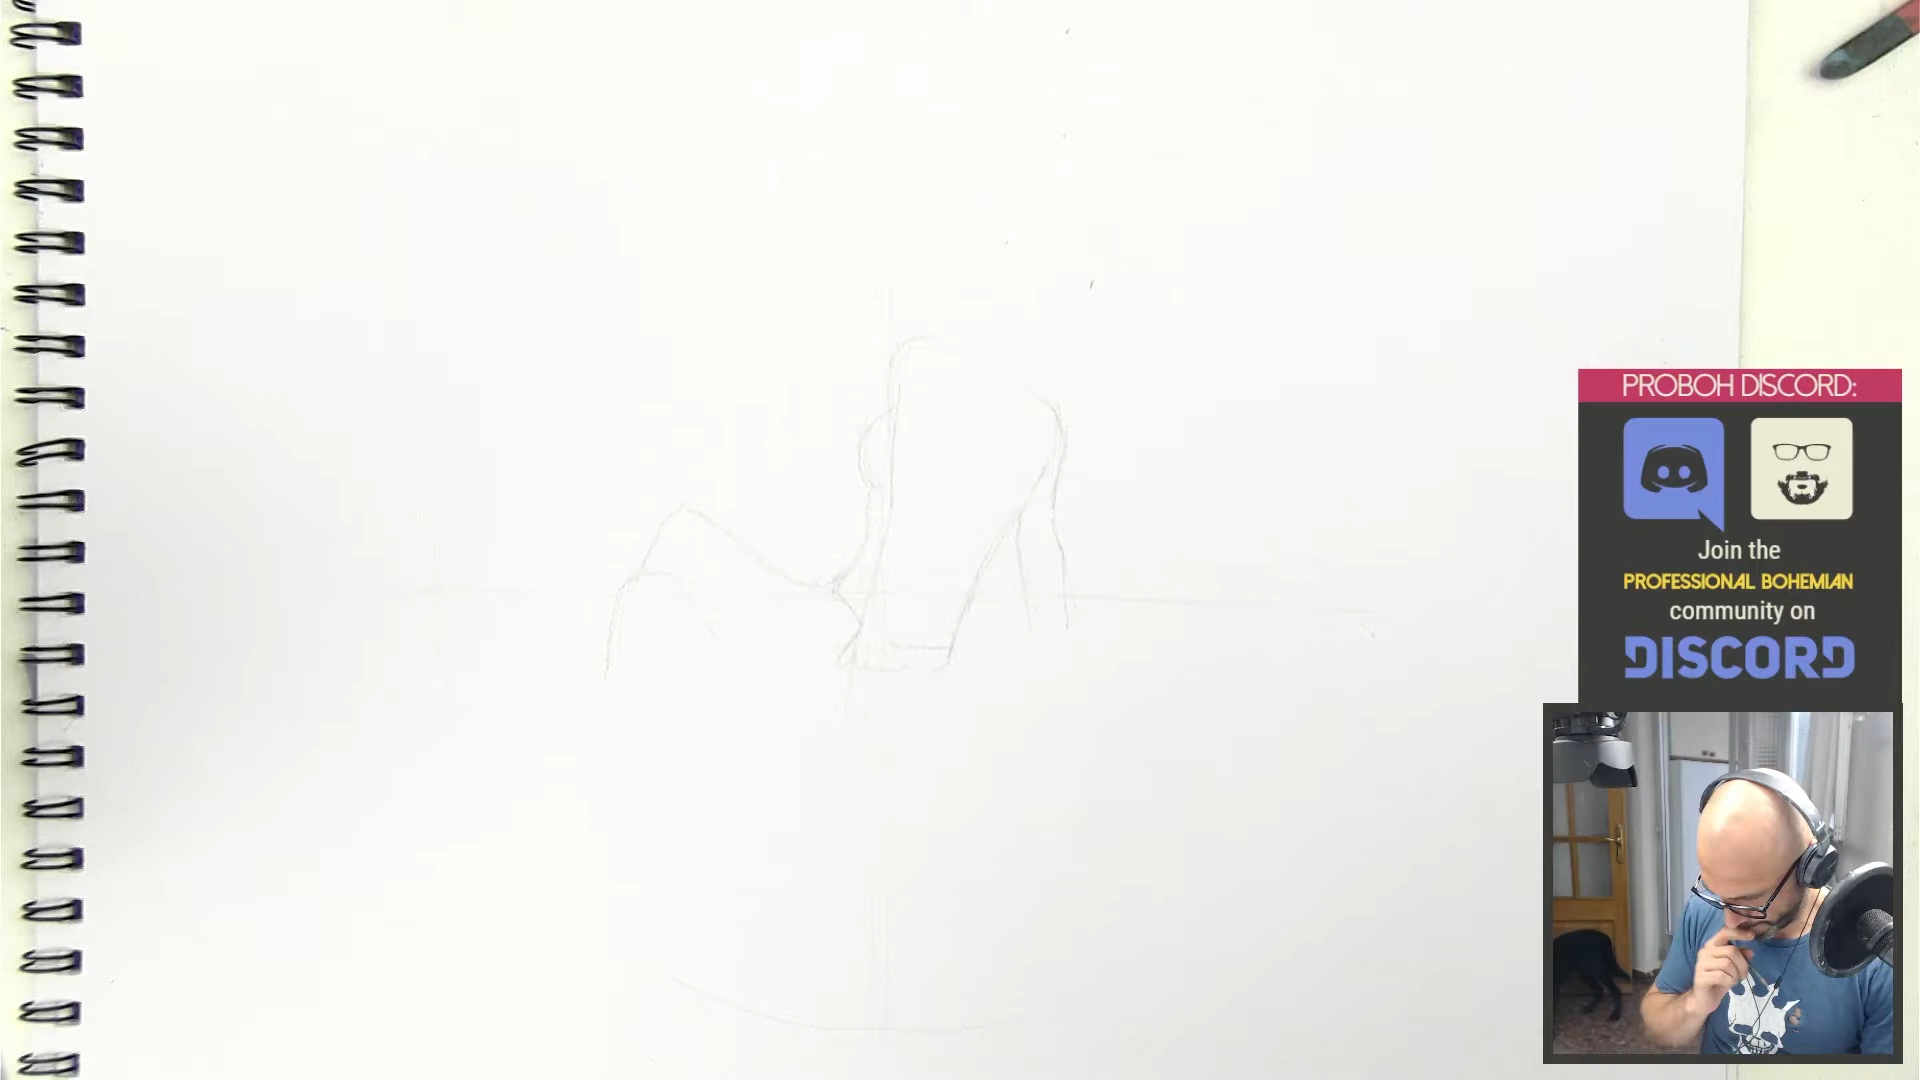 PROBOH DISCORD:
Join the
PROFESSIONAL BOHEMIAN
community on
DISCORD